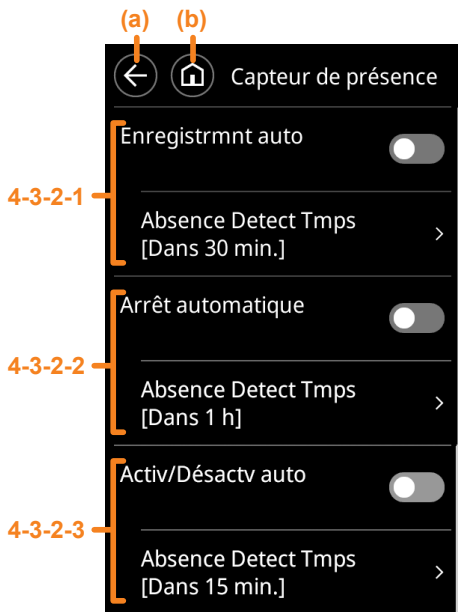 (a) (b)
Capteur de présence
Enregistrmnt auto
4-3-2-1
Absence Detect Tmps
[Dans 30 min.]
Arrêt automatique
4-3-2-2
Absence Detect Tmps
[Dans 1 h]
Activ/Désactv auto
4-3-2-3
Absence Detect Tmps
[Dans 15 min.]